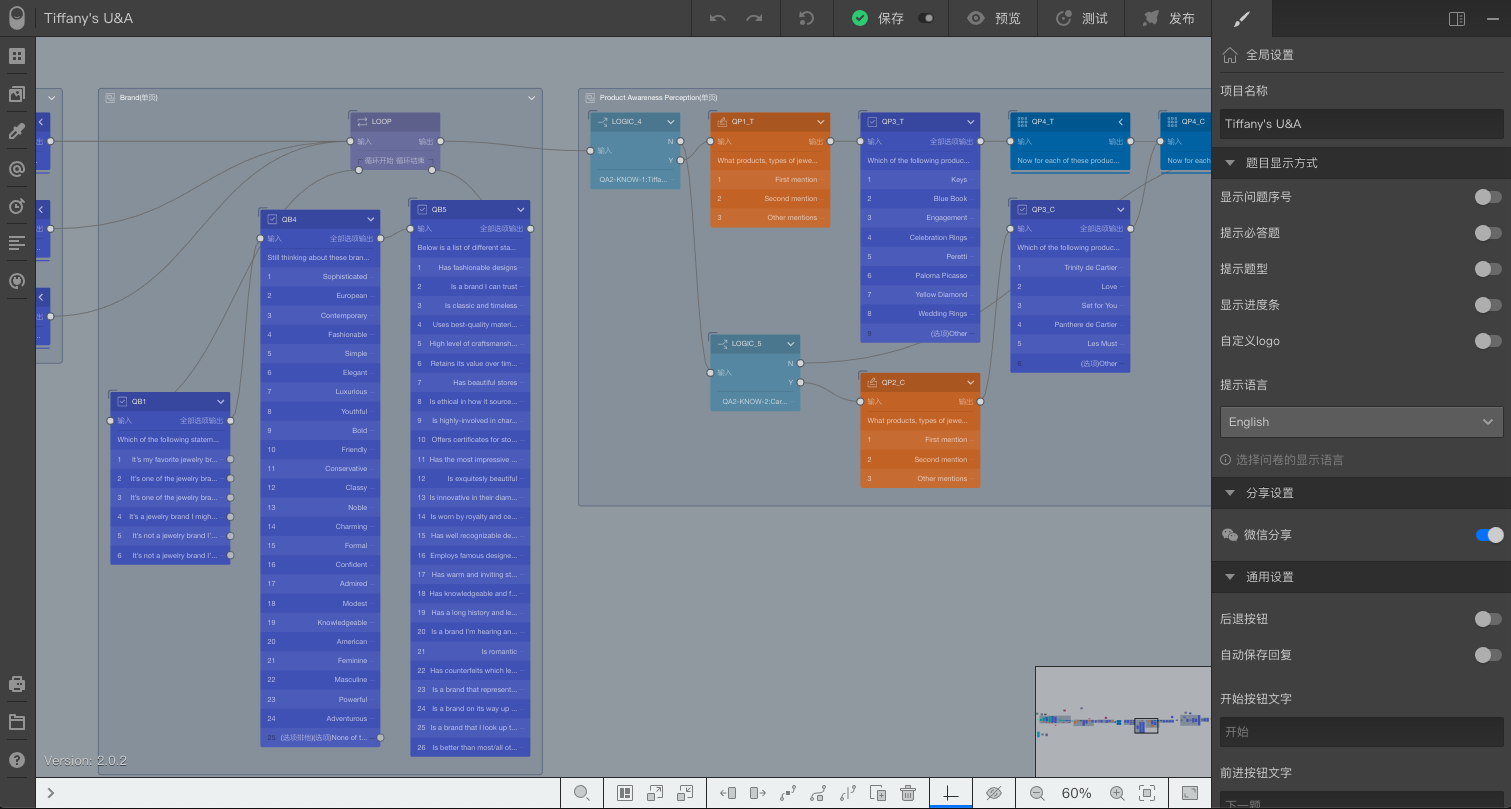 Tiffany's U&A
保存
预览
测试
发布
Brand(单页)
LOOP
输入 输出
循环开始 循环结束
QB1
输入 全部选项输出
Which of the following statem...
1 It's my favorite jewelry br...
2 It's one of the jewelry bra...
3 It's one of the jewelry bra...
4 It's a jewelry brand I migh...
5 It's not a jewelry brand I'...
6 It's not a jewelry brand I'...
QB4
输入 全部选项输出
Still thinking about these bran...
1 Sophisticated
2 European
3 Contemporary
4 Fashionable
5 Simple
6 Elegant
7 Luxurious
8 Youthful
9 Bold
10 Friendly
11 Conservative
12 Classy
13 Noble
14 Charming
15 Formal
16 Confident
17 Admired
18 Modest
19 Knowledgeable
20 American
21 Feminine
22 Masculine
23 Powerful
24 Adventurous
25 (选项排他)(选项)None of t...
QB5
输入 全部选项输出
Below is a list of different sta...
1 Has fashionable designs
2 Is a brand I can trust
3 Is classic and timeless
4 Uses best-quality materi...
5 High level of craftsmansh...
6 Retains its value over tim...
7 Has beautiful stores
8 Is ethical in how it source...
9 Is highly-involved in char...
10 Offers certificates for sto...
11 Has the most impressive ...
12 Is exquitesly beautiful
13 Is innovative in their diam...
14 Is worn by royalty and ce...
15 Has well recognizable de...
16 Employs famous designe...
17 Has warm and inviting st...
18 Has knowledgeable and f...
19 Has a long history and le...
20 Is a brand I'm hearing an...
21 Is romantic
22 Has counterfeits which le...
23 Is a brand that represent...
24 Is a brand on its way up ...
25 Is a brand that I look up t...
26 Is better than most/all ot...
Product Awareness Perception(单页)
LOGIC_4
N
输入
Y
QA2-KNOW-1:Tiffa...
QP1_T
输入 输出
What products, types of jewe...
1 First mention
2 Second mention
3 Other mentions
QP3_T
输入 全部选项输出
Which of the following produc...
1 Keys
2 Blue Book
3 Engagement
4 Celebration Rings
5 Peretti
6 Paloma Picasso
7 Yellow Diamond
8 Wedding Rings
9 (选项)Other
QP4_T
输入 输出
Now for each of these produc...
QP4_C
输入
Now for each
QP3_C
输入 全部选项输出
Which of the following produc...
1 Trinity de Cartier
2 Love
3 Set for You
4 Panthere de Cartier
5 Les Must
6 (选项)Other
LOGIC_5
N
输入
Y
QA2-KNOW-2:Car...
QP2_C
输入 输出
What products, types of jewe...
1 First mention
2 Second mention
3 Other mentions
Version: 2.0.2
60%
全局设置
项目名称
Tiffany's U&A
题目显示方式
显示问题序号
提示必答题
提示题型
显示进度条
自定义logo
提示语言
English
选择问卷的显示语言
分享设置
微信分享
通用设置
后退按钮
自动保存回复
开始按钮文字
开始
前进按钮文字
下一题